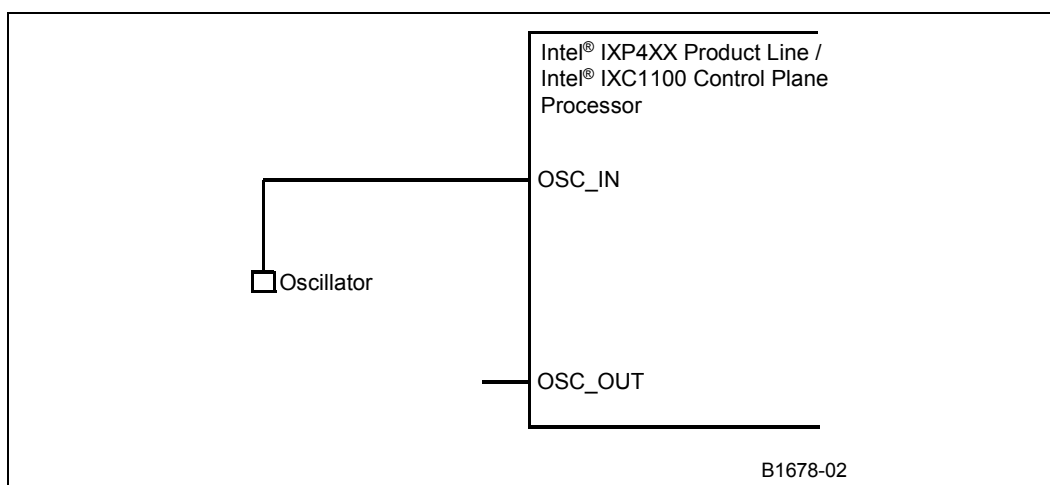 Intel® IXP4XX Product Line /
Intel® IXC1100 Control Plane
Processor
OSC_IN
Oscillator
OSC_OUT
B1678-02